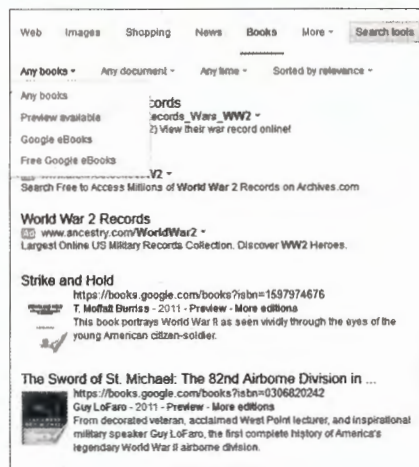 Web Images Shopping News Books More Search tools
Any books Any document Any time Sorted by relevance
Any books
Preview available
Google eBooks
Free Google eBooks
cords
ecords_Wars_WW2
2) View their war record online!
V2
Search Free to Access Millions of World War 2 Records on Archives.com
World War 2 Records
Ad www.ancestry.com/WorldWar2
Largest Online US Military Records Collection. Discover WW2 Heroes.
Strike and Hold
https://books.google.com/books?isbn=1597974676
T. Moffatt Burriss - 2011 - Preview - More editions
This book portrays World War II as seen vividly through the eyes of the
young American citizen-soldier.
The Sword of St. Michael: The 82nd Airborne Division in ...
https://books.google.com/books?isbn=0306820242
Guy LoFaro - 2011 - Preview - More editions
From decorated veteran, acclaimed West Point lecturer, and inspirational
military speaker Guy LoFaro, the first complete history of America's
legendary World War II airborne division.